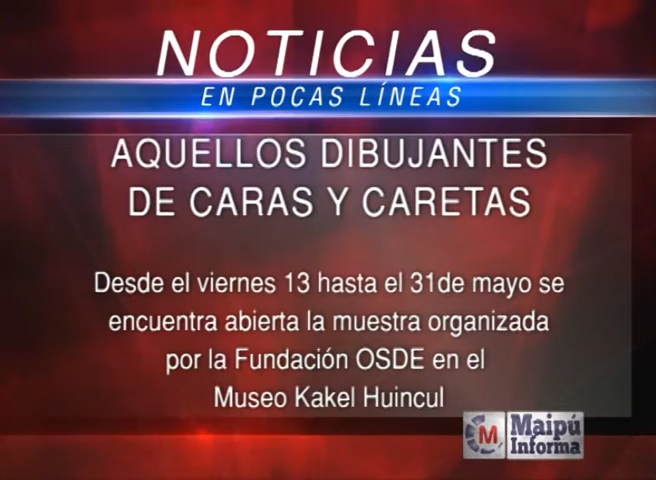 NOTICIAS
EN POCAS LÍNEAS
AQUELLOS DIBUJANTES
DE CARAS Y CARETAS
Desde el viernes 13 hasta el 31de mayo se
encuentra abierta la muestra organizada
por la Fundación OSDE en el
Museo Kakel Huincul
M Maipú
Informa